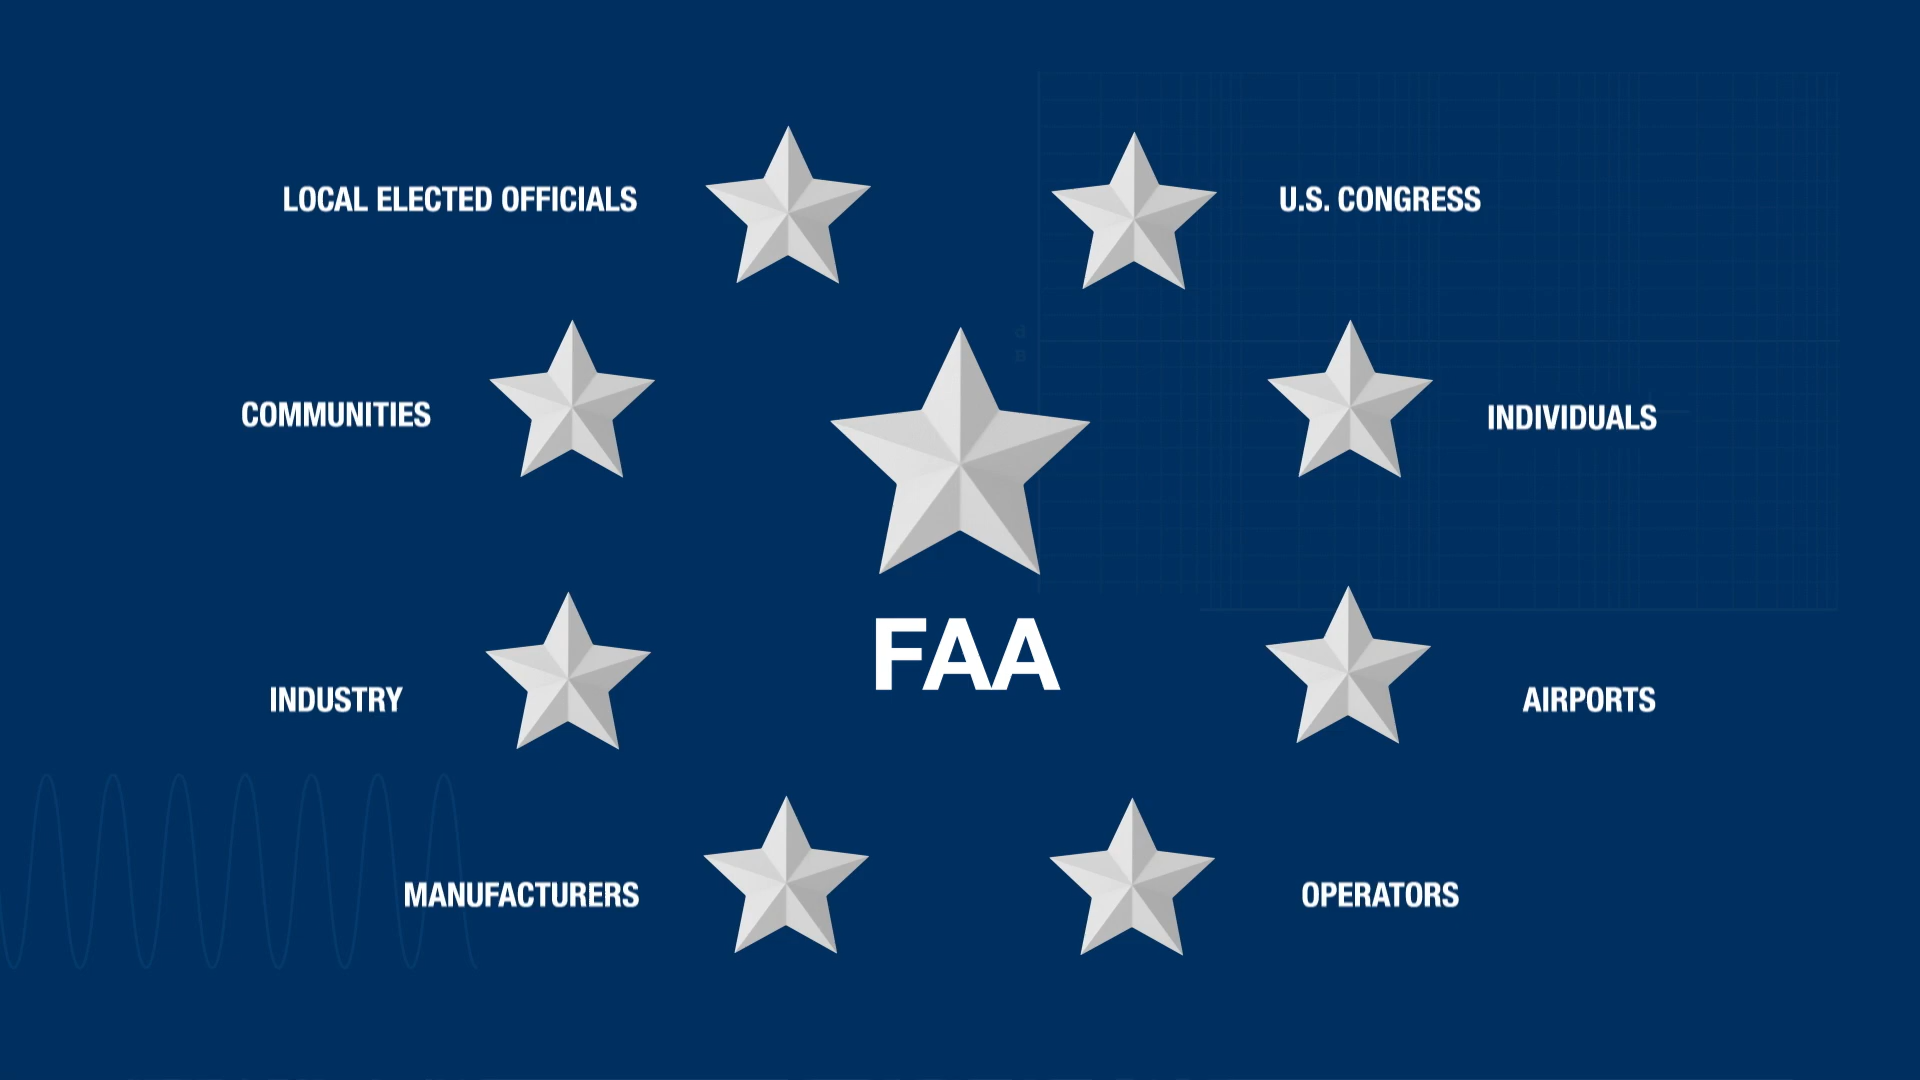 LOCAL ELECTED OFFICIALS
U.S. CONGRESS
COMMUNITIES
INDIVIDUALS
FAA
INDUSTRY
AIRPORTS
MANUFACTURERS
OPERATORS